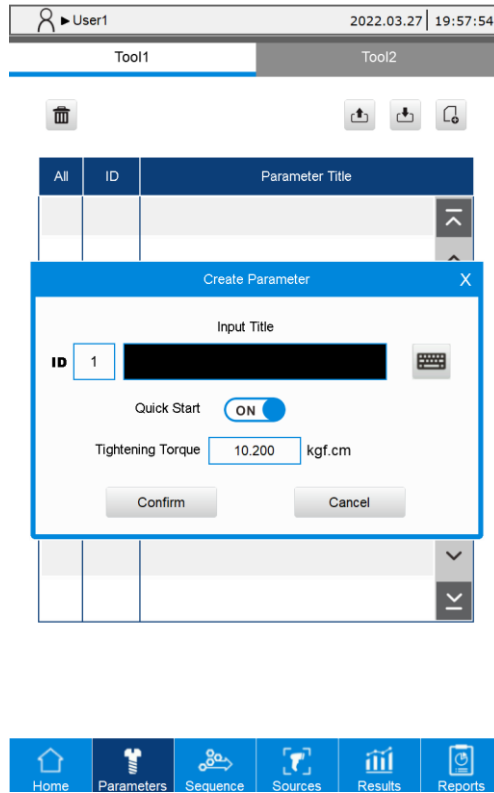 ►User1 2022.03.27 19:57:54
Tool1 Tool2
All ID Parameter Title
Create Parameter X
Input Title
ID 1
Quick Start ON
Tightening Torque 10.200 kgf.cm
Confirm Cancel
Home Parameters Sequence Sources Results Reports